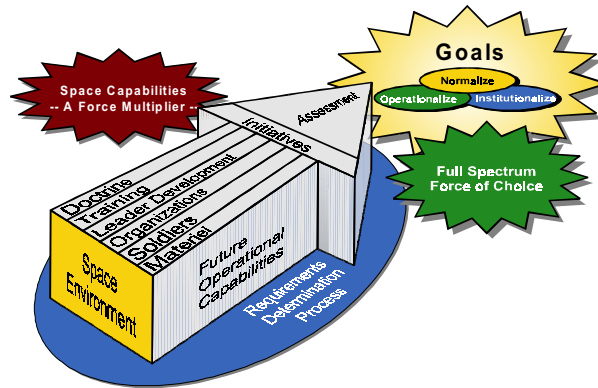 Goals
Normalize
Operationalize
Institutionalize
Space Capabilities
-- A Force Multiplier --
Assessment
Initiatives
Full Spectrum
Force of Choice
Doctrine
Training
Leader Development
Organizations
Soldiers
Materiel
Space
Environment
Future
Operational
Capabilities
Requirements
Determination
Process